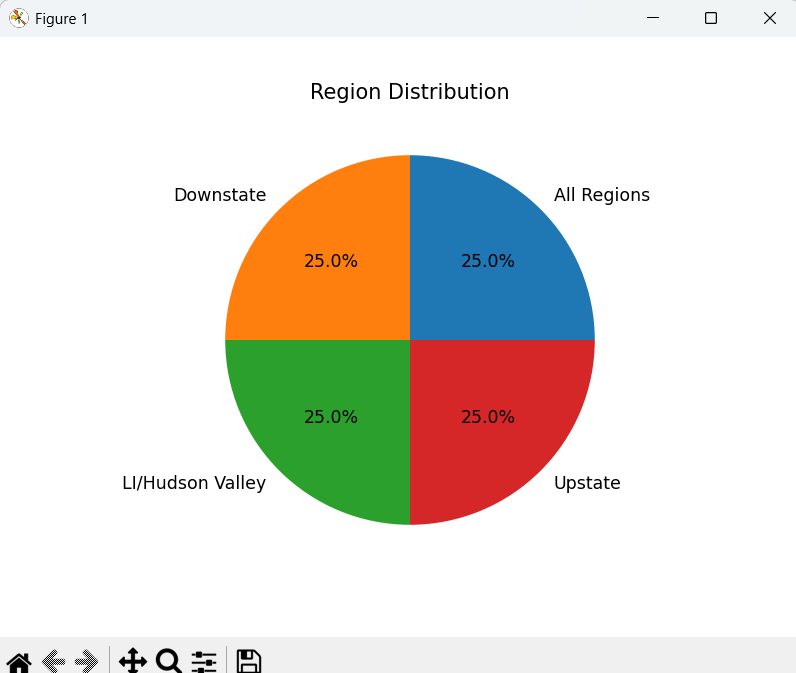 Figure 1
Region Distribution
Downstate
All Regions
25.0%
25.0%
25.0%
25.0%
LI/Hudson Valley
Upstate